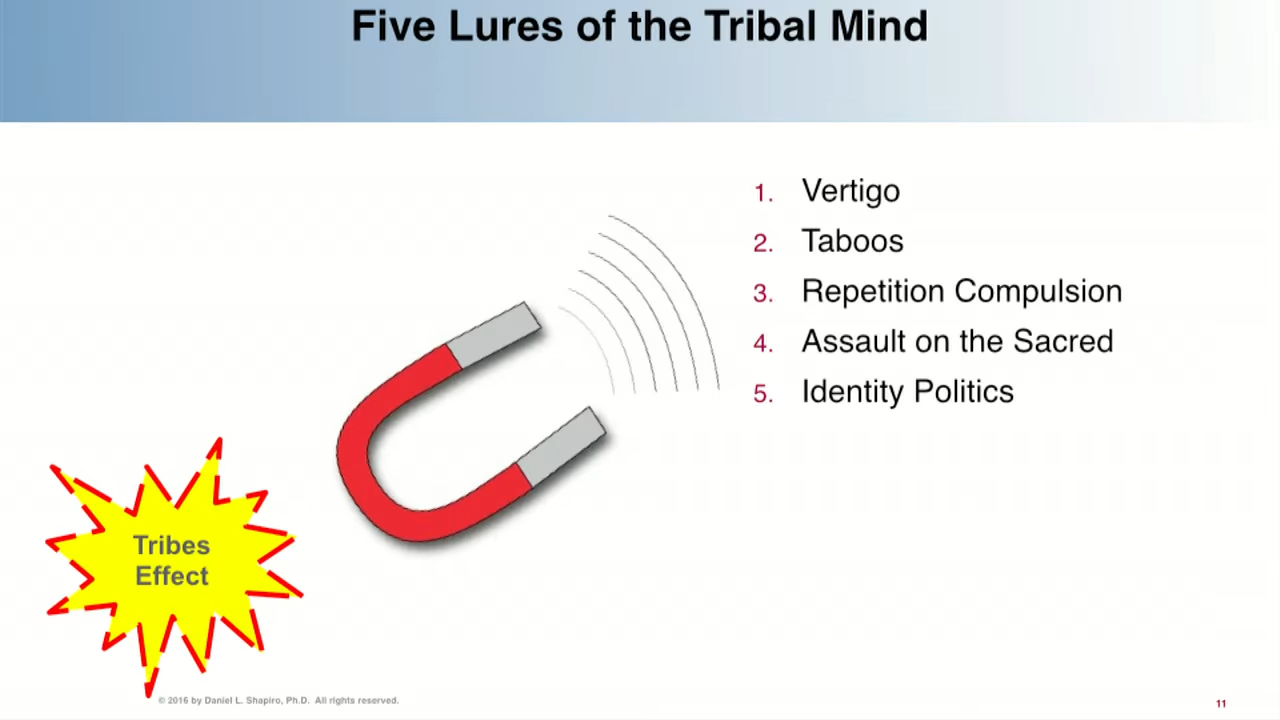 Five Lures of the Tribal Mind
1. Vertigo
2. Taboos
3. Repetition Compulsion
4. Assault on the Sacred
5. Identity Politics
Tribes
Effect
© 2016 by Daniel L. Shapiro, Ph.D. All rights reserved.
11